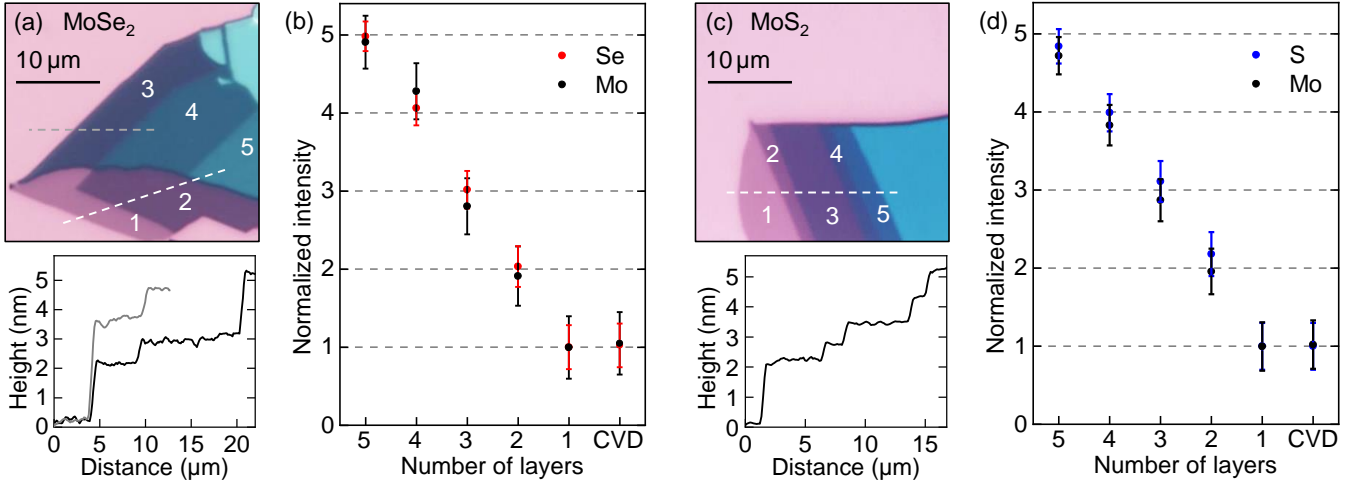 (a) MoSe2
10 µm
3
4
5
2
1
5
4
3
2
1
0
Height (nm)
0 5 10 15 20
Distance (µm)
(b)
Se
Mo
5
4
3
2
1
0
Normalized intensity
5 4 3 2 1 CVD
Number of layers
(c) MoS2
10 µm
2 4
1 3 5
5
4
3
2
1
0
Height (nm)
0 5 10 15
Distance (µm)
(d)
S
Mo
5
4
3
2
1
0
Normalized intensity
5 4 3 2 1 CVD
Number of layers